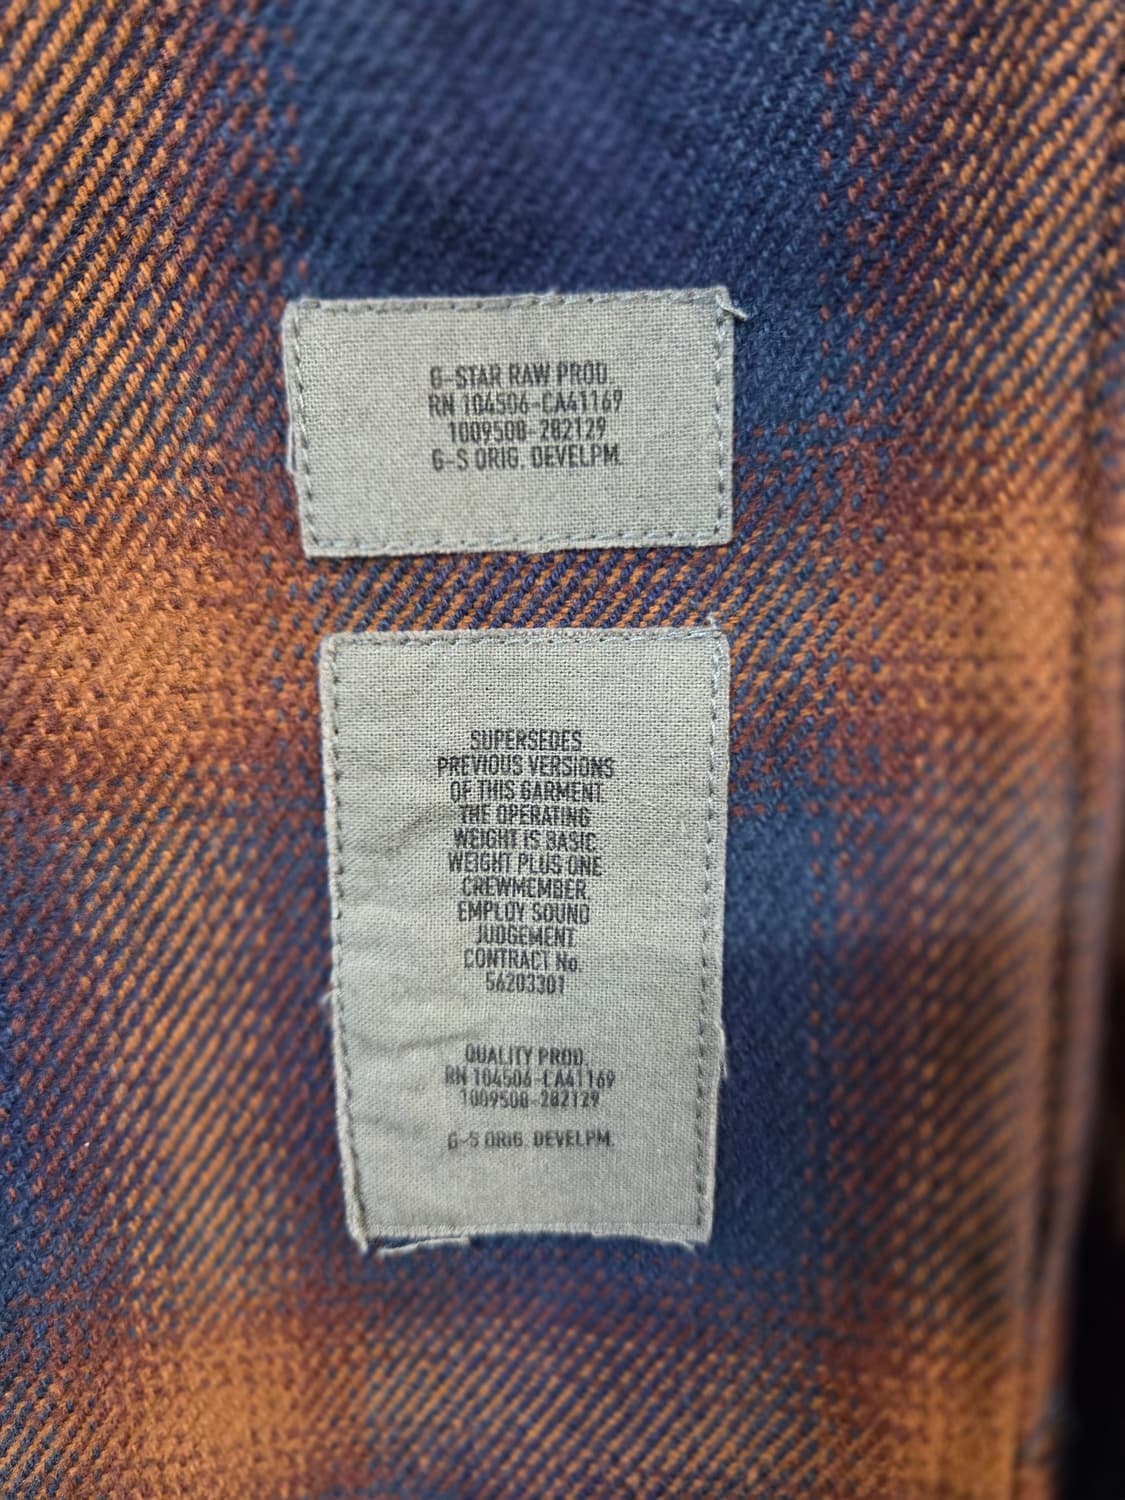 G-STAR RAW PROD.
RN 104506-CA41169
1009508-282129
G-S ORIG. DEVELPM.
SUPERSEDES
PREVIOUS VERSIONS
OF THIS GARMENT.
THE OPERATING
WEIGHT IS BASIC
WEIGHT PLUS ONE
CREWMEMBER.
EMPLOY SOUND
JUDGEMENT
CONTRACT No.
56203301
QUALITY PROD.
RN 104506-CA41169
1009508-282129
G-S ORIG. DEVELPM.